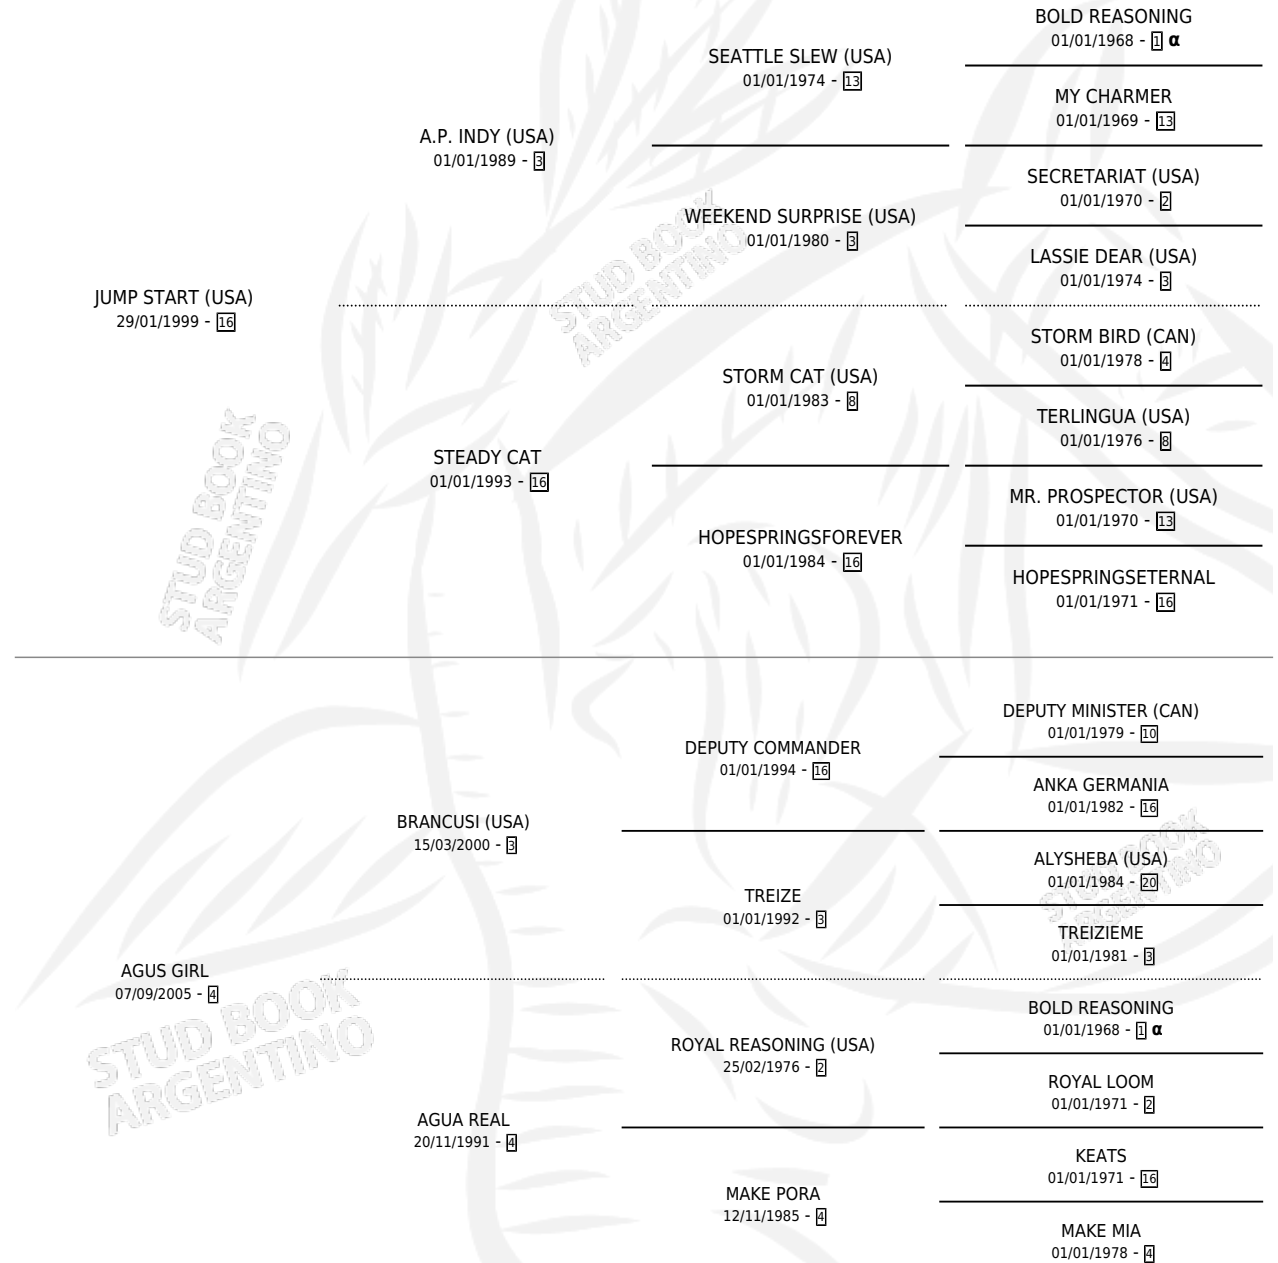 BOLD REASONING
01/01/1968 - 1 α
SEATTLE SLEW (USA)
01/01/1974 - 13
MY CHARMER
01/01/1969 - 13
A.P. INDY (USA)
01/01/1989 - 3
SECRETARIAT (USA)
01/01/1970 - 2
WEEKEND SURPRISE (USA)
01/01/1980 - 3
LASSIE DEAR (USA)
01/01/1974 - 3
JUMP START (USA)
29/01/1999 - 16
STORM BIRD (CAN)
01/01/1978 - 4
STORM CAT (USA)
01/01/1983 - 8
TERLINGUA (USA)
01/01/1976 - 8
STEADY CAT
01/01/1993 - 16
MR. PROSPECTOR (USA)
01/01/1970 - 13
HOPESPRINGSFOREVER
01/01/1984 - 16
HOPESPRINGSETERNAL
01/01/1971 - 16
DEPUTY MINISTER (CAN)
01/01/1979 - 10
DEPUTY COMMANDER
01/01/1994 - 16
ANKA GERMANIA
01/01/1982 - 16
BRANCUSI (USA)
15/03/2000 - 3
ALYSHEBA (USA)
01/01/1984 - 20
TREIZE
01/01/1992 - 3
TREIZIEME
01/01/1981 - 3
AGUS GIRL
07/09/2005 - 4
BOLD REASONING
01/01/1968 - 1 α
ROYAL REASONING (USA)
25/02/1976 - 2
ROYAL LOOM
01/01/1971 - 2
AGUA REAL
20/11/1991 - 4
KEATS
01/01/1971 - 16
MAKE PORA
12/11/1985 - 4
MAKE MIA
01/01/1978 - 4
STUD BOOK
ARGENTINO
STUD BOOK
ARGENTINO
STUD BOOK
ARGENTINO
STUD BOOK
ARGENTINO